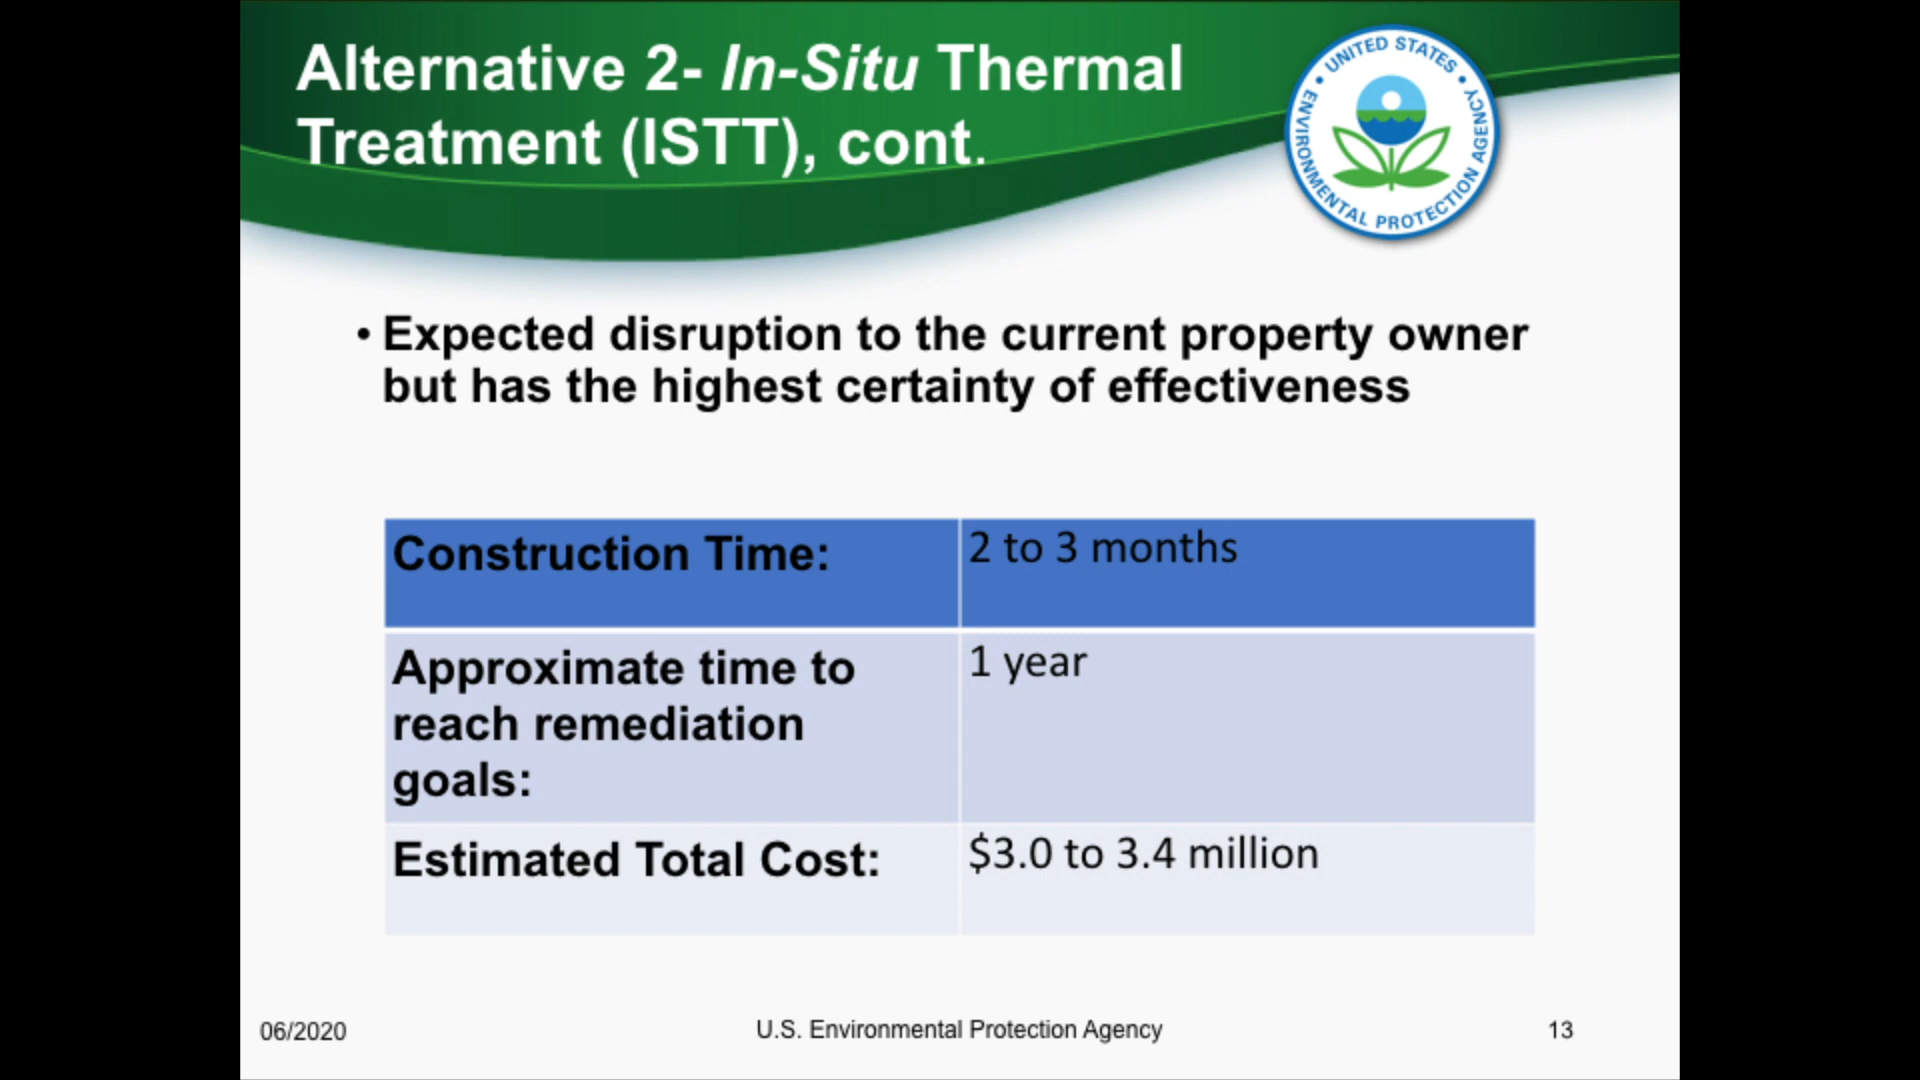 Alternative 2- In-Situ Thermal
Treatment (ISTT), cont.
UNITED STATES
ENVIRONMENTAL PROTECTION AGENCY
• Expected disruption to the current property owner
but has the highest certainty of effectiveness
Construction Time:
2 to 3 months
Approximate time to
reach remediation
goals:
1 year
Estimated Total Cost:
$3.0 to 3.4 million
06/2020
U.S. Environmental Protection Agency
13